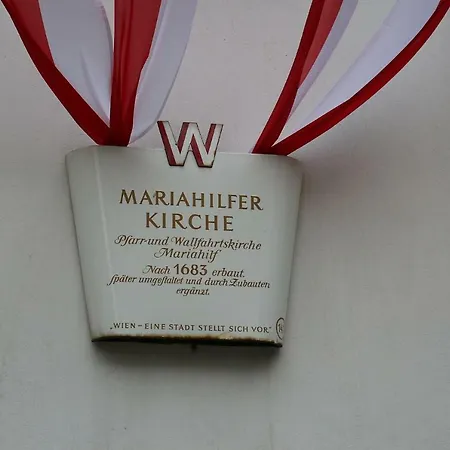 W
MARIAHILFER
KIRCHE
Pfarr-und Wallfahrtskirche
Mariahilf
Nach 1683 erbaut.
später umgestaltet und durch Zubauten
ergänzt.
„WIEN – EINE STADT STELLT SICH VOR“